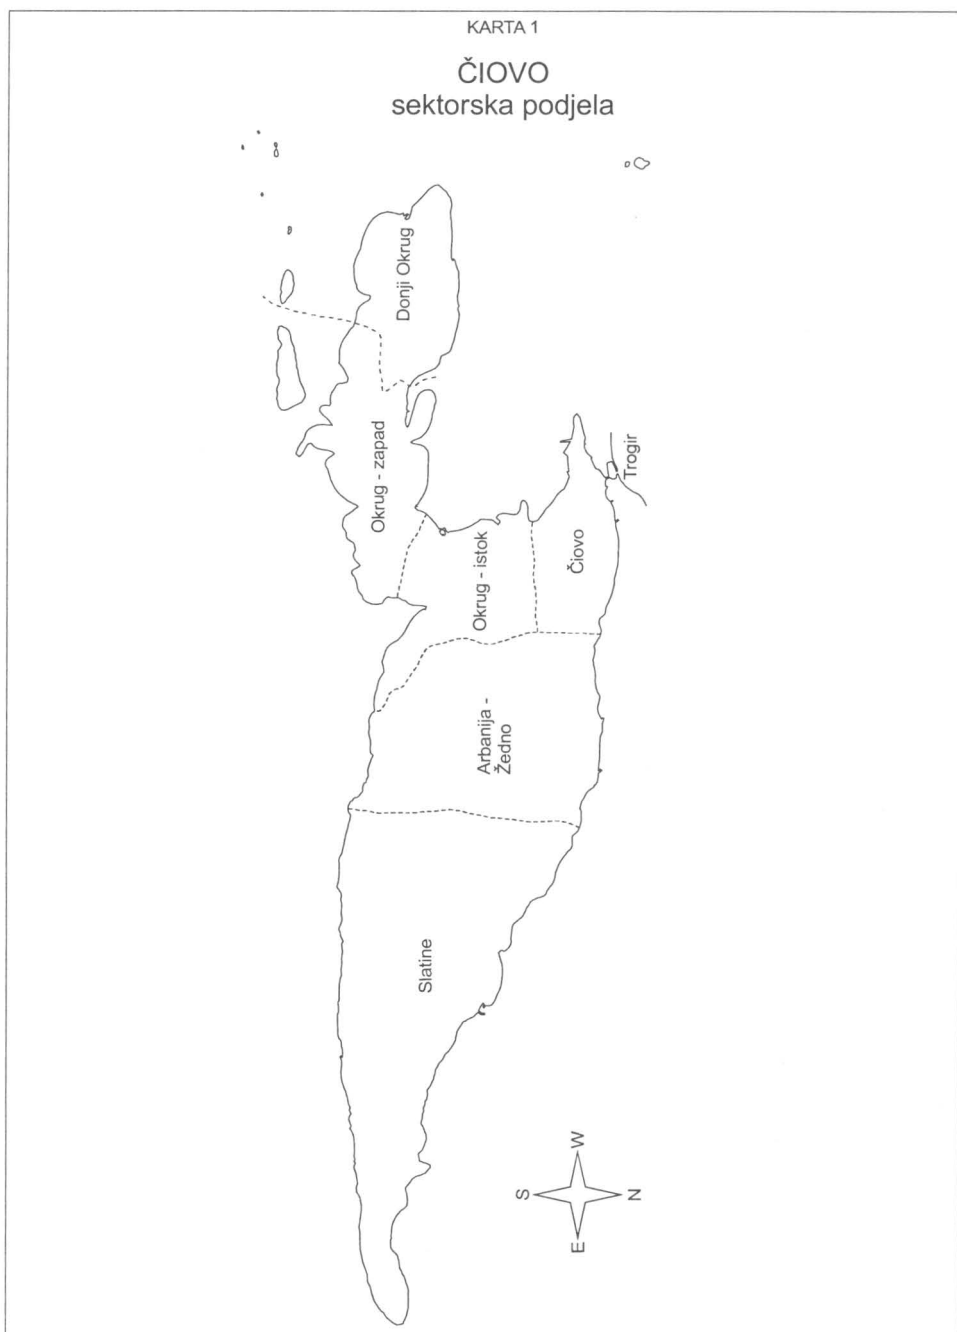 KARTA 1
ČIOVO
sektorska podjela
Donji Okrug
Okrug - zapad
Trogir
Okrug - istok
Čiovo
Arbanija -
Žedno
Slatine
S
W
N
E